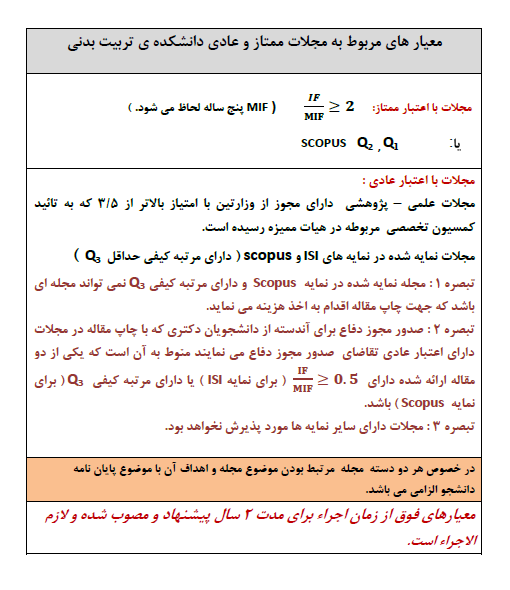 معیار های مربوط به مجلات ممتاز و عادی دانشکده ی تربیت بدنی
مجلات با اعتبار ممتاز: IF/MIF ≥ 2 ( MIF پنج ساله لحاظ می شود. )
یا: SCOPUS Q2 , Q1
مجلات با اعتبار عادی :
مجلات علمی – پژوهشی دارای مجوز از وزارتین با امتیاز بالاتر از ۳/۵ که به تائید
کمسیون تخصصی مربوطه در هیات ممیزه رسیده است.
مجلات نمایه شده در نمایه های ISI و scopus ( دارای مرتبه کیفی حداقل Q3 )
تبصره ۱ : مجله نمایه شده در نمایه Scopus و دارای مرتبه کیفی Q3 نمی تواند مجله ای
باشد که جهت چاپ مقاله اقدام به اخذ هزینه می نماید.
تبصره ۲ : صدور مجوز دفاع برای آندسته از دانشجویان دکتری که با چاپ مقاله در مجلات
دارای اعتبار عادی تقاضای صدور مجوز دفاع می نمایند منوط به آن است که یکی از دو
مقاله ارائه شده دارای IF/MIF ≥ 0.5 ( برای نمایه ISI ) یا دارای مرتبه کیفی Q3 ( برای
نمایه Scopus ) باشد.
تبصره ۳ : مجلات دارای سایر نمایه ها مورد پذیرش نخواهد بود.
در خصوص هر دو دسته مجله مرتبط بودن موضوع مجله و اهداف آن با موضوع پایان نامه
دانشجو الزامی می باشد.
معیارهای فوق از زمان اجراء برای مدت ۲ سال پیشنهاد و مصوب شده و لازم
الاجراء است.